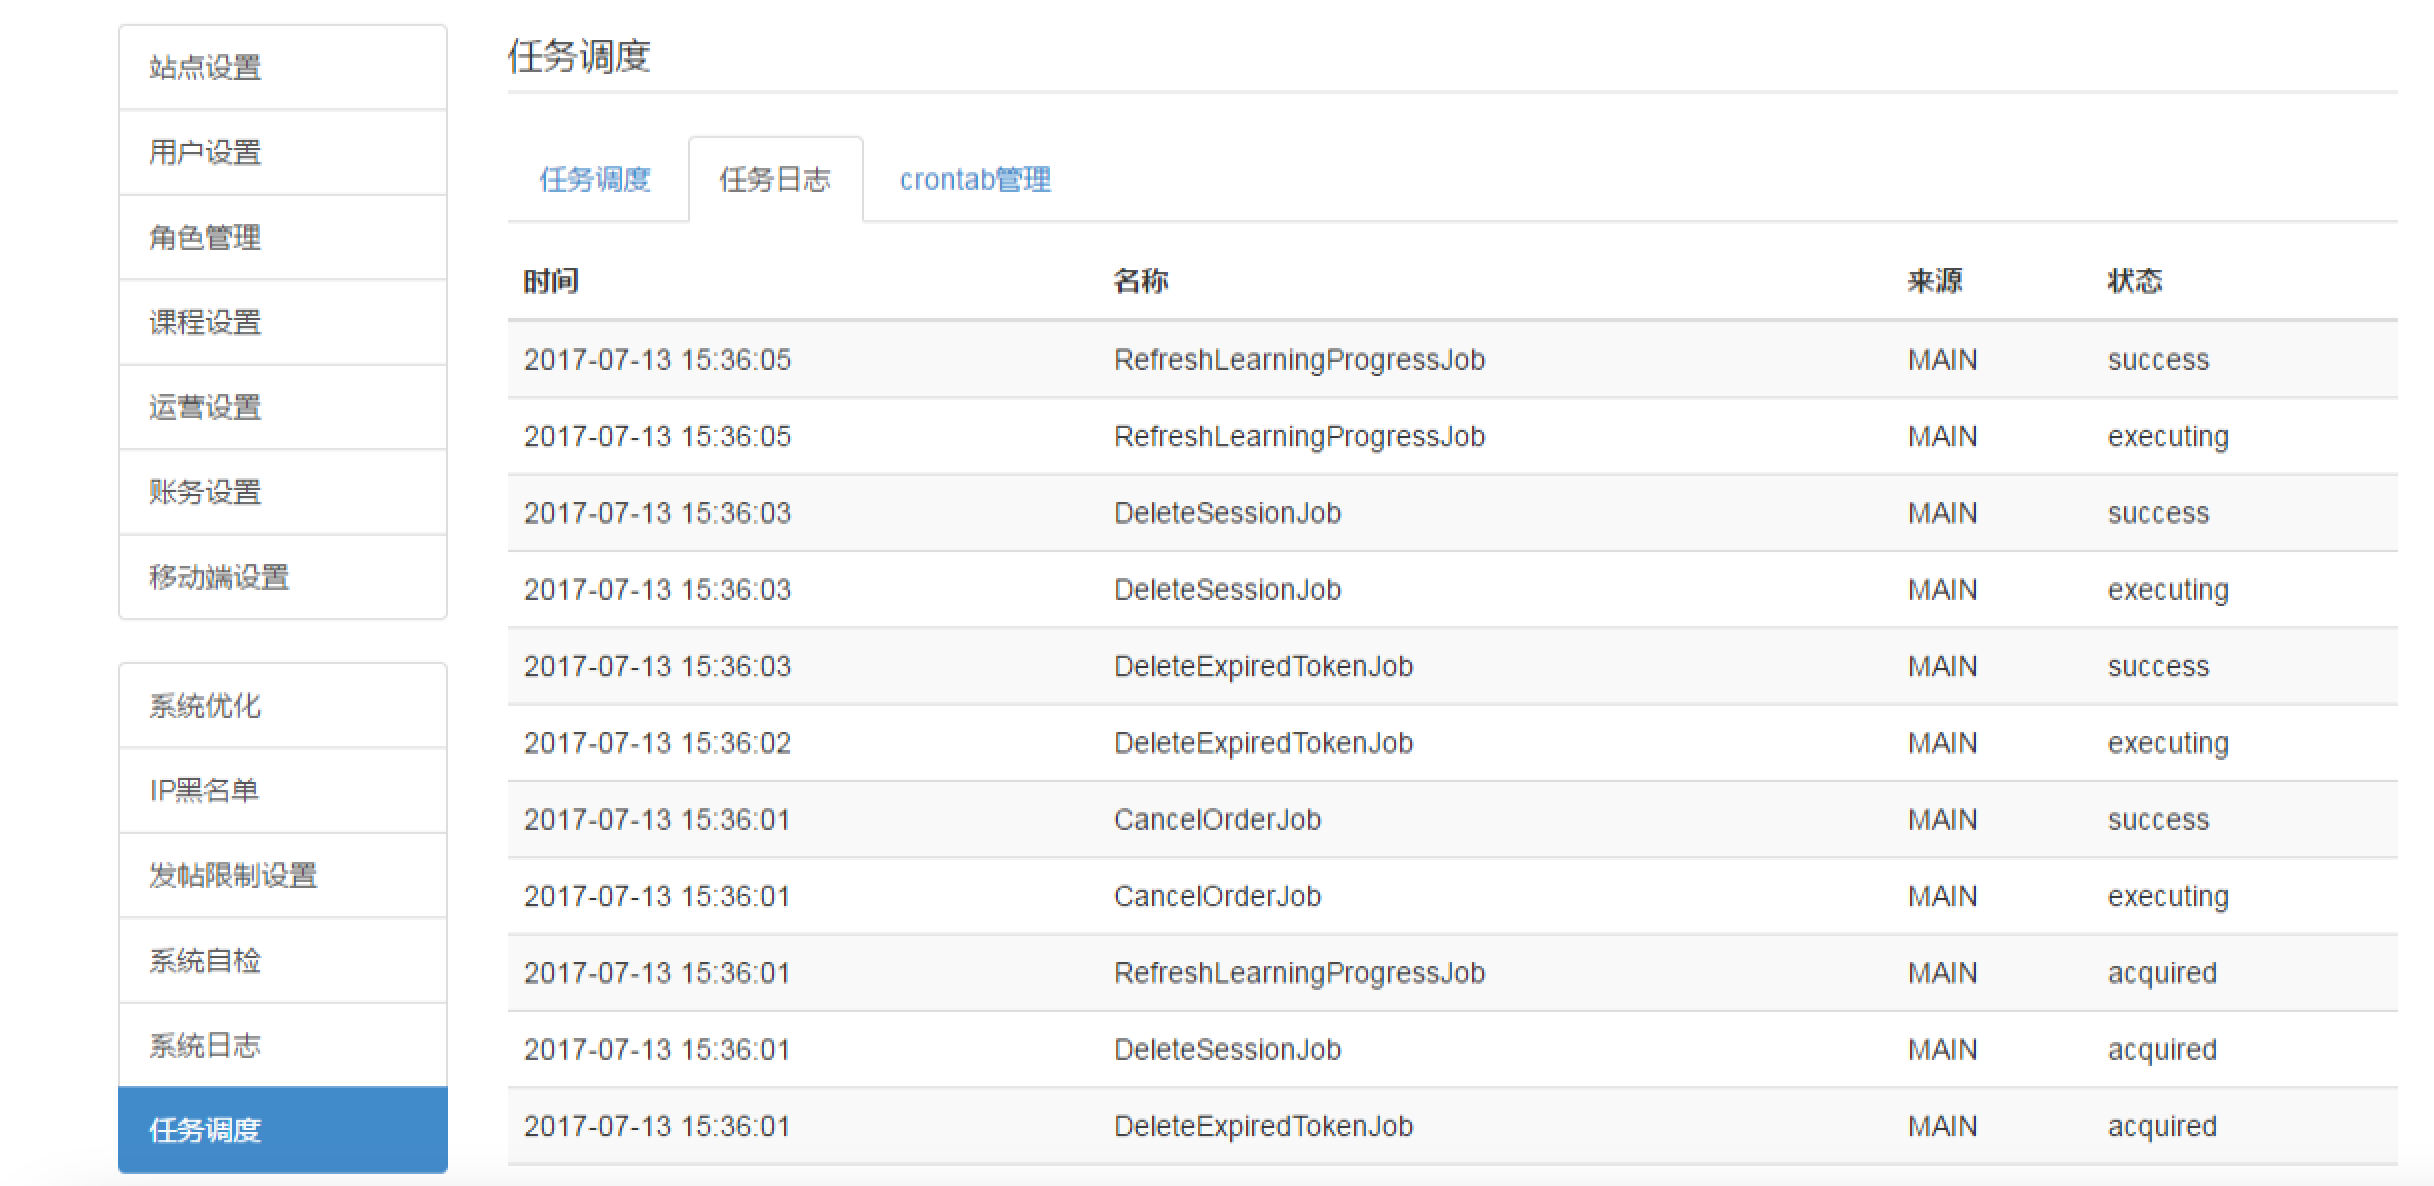 站点设置
用户设置
角色管理
课程设置
运营设置
账务设置
移动端设置
系统优化
IP黑名单
发帖限制设置
系统自检
系统日志
任务调度
任务调度
任务调度 任务日志 crontab管理
时间 名称 来源 状态
2017-07-13 15:36:05 RefreshLearningProgressJob MAIN success
2017-07-13 15:36:05 RefreshLearningProgressJob MAIN executing
2017-07-13 15:36:03 DeleteSessionJob MAIN success
2017-07-13 15:36:03 DeleteSessionJob MAIN executing
2017-07-13 15:36:03 DeleteExpiredTokenJob MAIN success
2017-07-13 15:36:02 DeleteExpiredTokenJob MAIN executing
2017-07-13 15:36:01 CancelOrderJob MAIN success
2017-07-13 15:36:01 CancelOrderJob MAIN executing
2017-07-13 15:36:01 RefreshLearningProgressJob MAIN acquired
2017-07-13 15:36:01 DeleteSessionJob MAIN acquired
2017-07-13 15:36:01 DeleteExpiredTokenJob MAIN acquired